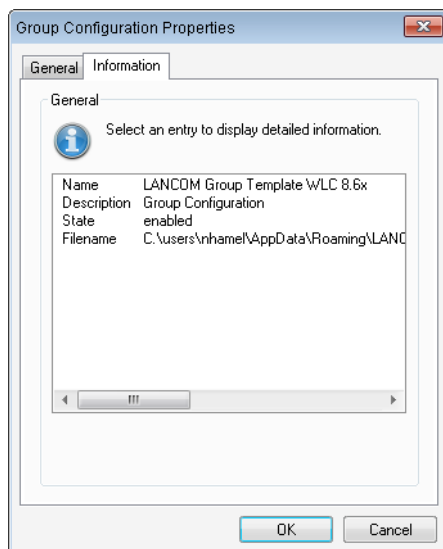 Group Configuration Properties
General Information
General
Select an entry to display detailed information.
Name LANCOM Group Template WLC 8.6x
Description Group Configuration
State enabled
Filename C:\users\nhamel\AppData\Roaming\LANC
OK Cancel